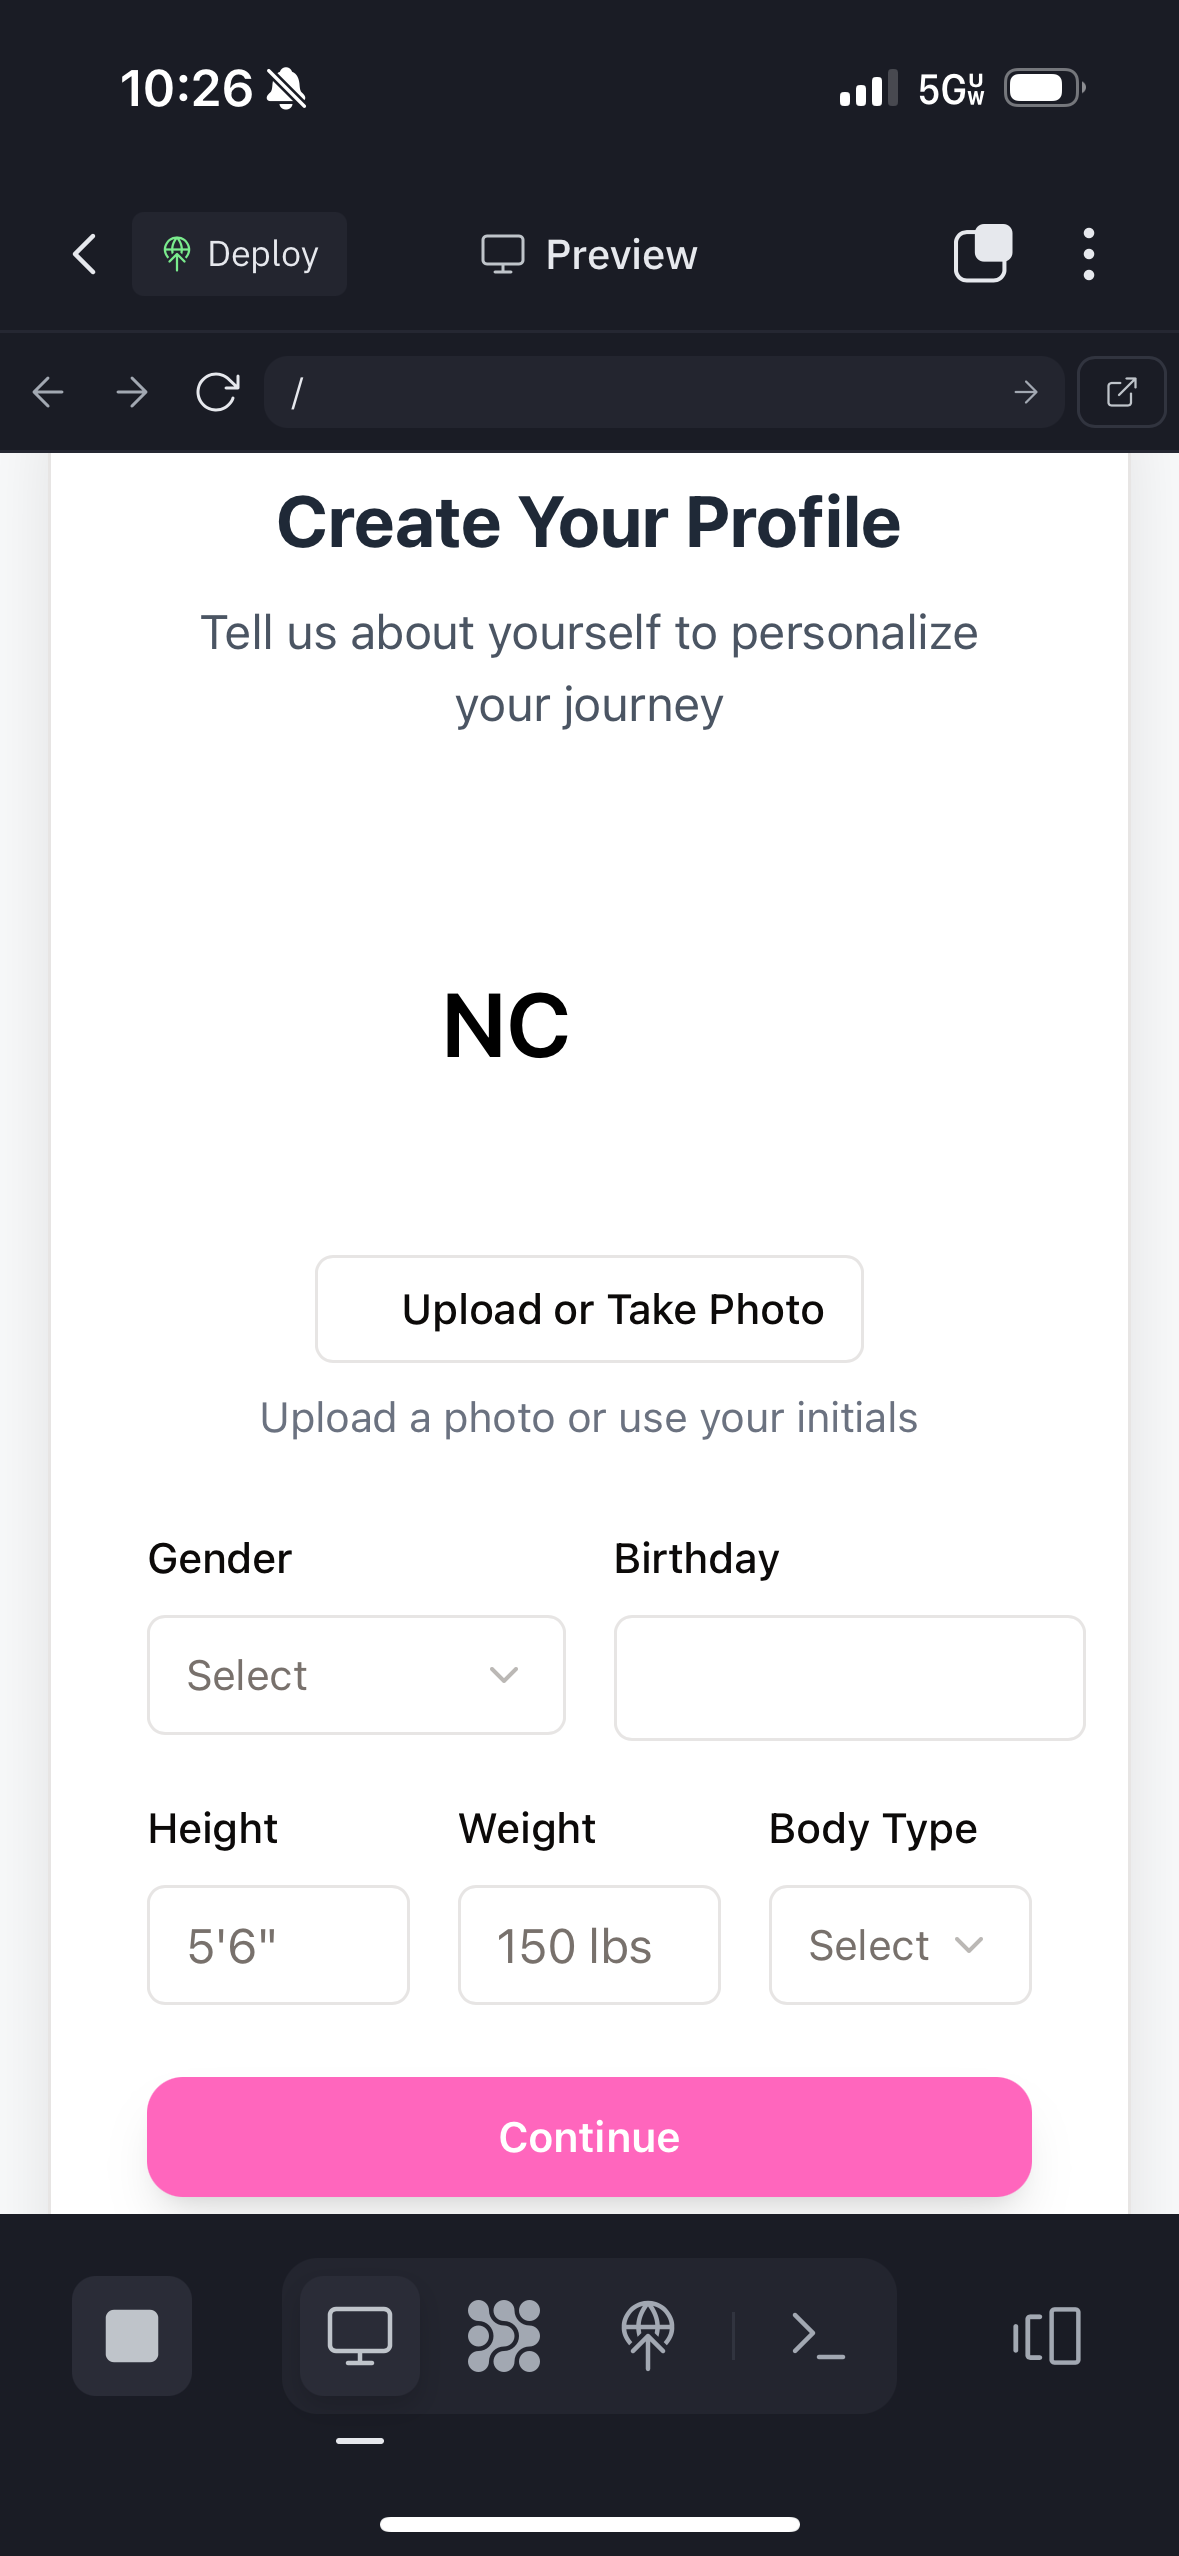 10:26
5G UW
Deploy
Preview
/
Create Your Profile
Tell us about yourself to personalize
your journey
NC
Upload or Take Photo
Upload a photo or use your initials
Gender
Birthday
Select
Height
Weight
Body Type
5'6"
150 lbs
Select
Continue